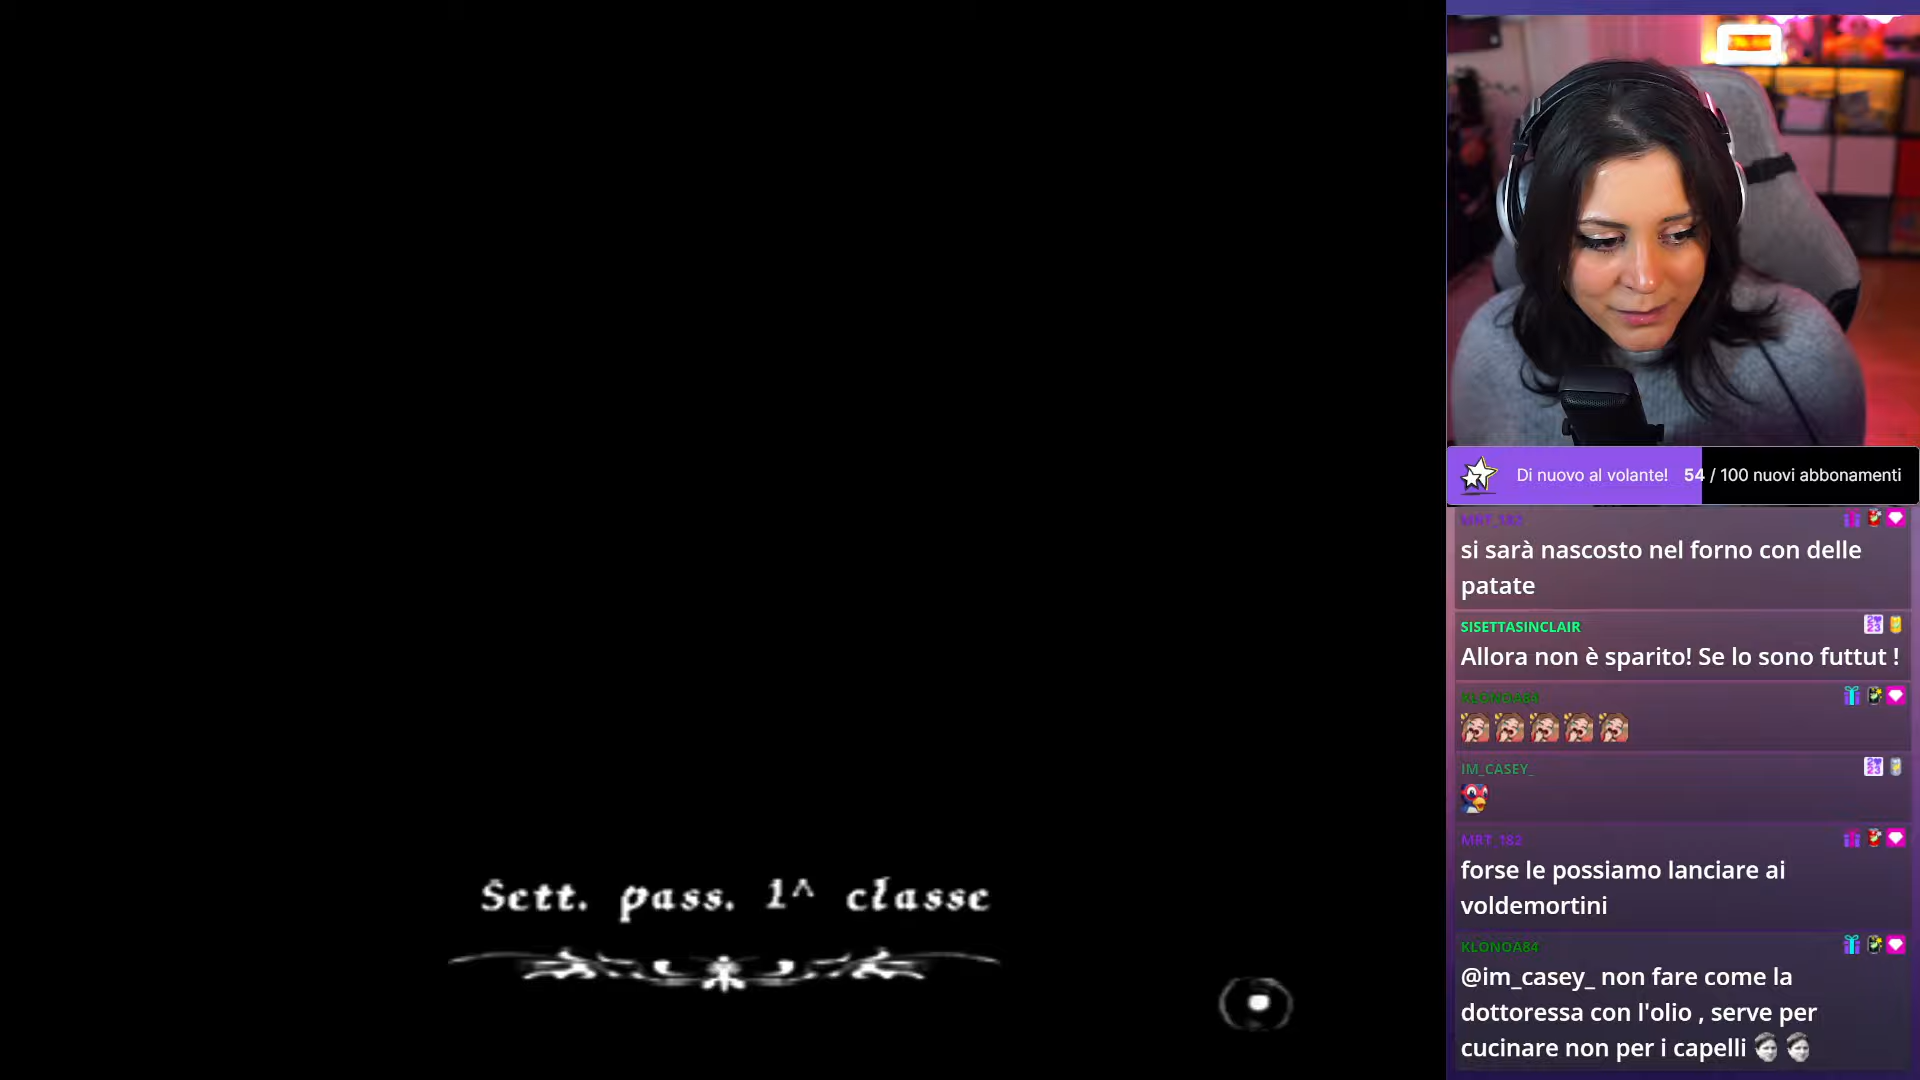 Sett. pass. 1^ classe
Di nuovo al volante! 54 / 100 nuovi abbonamenti
MRT_182
si sarà nascosto nel forno con delle
patate
SISETTASINCLAIR
Allora non è sparito! Se lo sono futtut !
KLONOA84
IM_CASEY_
MRT_182
forse le possiamo lanciare ai
voldemortini
KLONOA84
@im_casey_ non fare come la
dottoressa con l'olio , serve per
cucinare non per i capelli